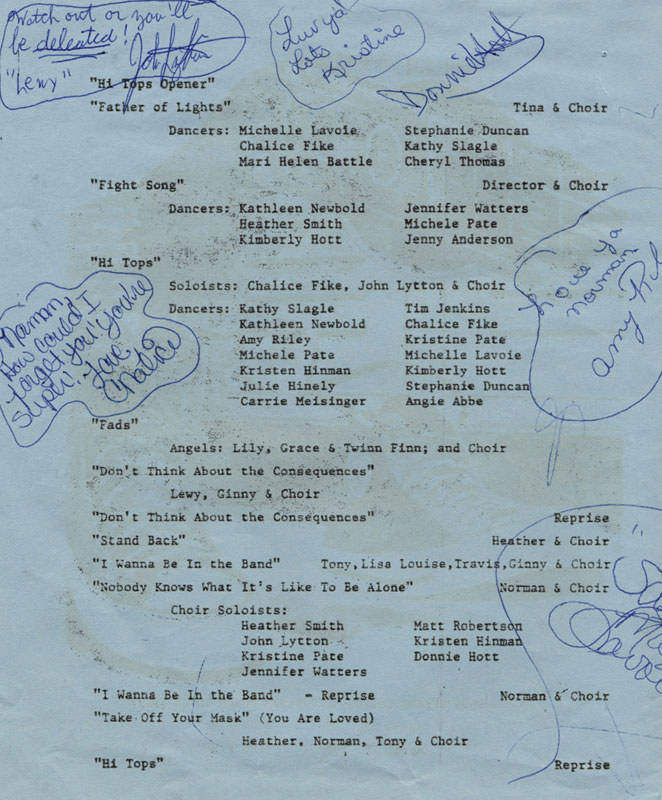 Watch out or you'll
be deleated!
"Lewy"
Luv ya!
Lots
Kristine
Donnie Hott
"Hi Tops Opener"
"Father of Lights" Tina & Choir
Dancers: Michelle Lavoie Stephanie Duncan
Chalice Fike Kathy Slagle
Mari Helen Battle Cheryl Thomas
"Fight Song" Director & Choir
Dancers: Kathleen Newbold Jennifer Watters
Heather Smith Michele Pate
Kimberly Hott Jenny Anderson
Love ya
norman
Amy
"Hi Tops"
Soloists: Chalice Fike, John Lytton & Choir
Dancers: Kathy Slagle Tim Jenkins
Kathleen Newbold Chalice Fike
Amy Riley Kristine Pate
Michele Pate Michelle Lavoie
Kristen Hinman Kimberly Hott
Julie Hinely Stephanie Duncan
Carrie Meisinger Angie Abbe
How could I
forget you! You're
Love
Chalice
"Fads"
Angels: Lily, Grace & Twinn Finn; and Choir
"Don't Think About the Consequences"
Lewy, Ginny & Choir
"Don't Think About the Consequences" Reprise
"Stand Back" Heather & Choir
"I Wanna Be In the Band" Tony,Lisa Louise,Travis,Ginny & Choir
"Nobody Knows What It's Like To Be Alone" Norman & Choir
Choir Soloists:
Heather Smith Matt Robertson
John Lytton Kristen Hinman
Kristine Pate Donnie Hott
Jennifer Watters
"I Wanna Be In the Band" - Reprise Norman & Choir
"Take Off Your Mask" (You Are Loved)
Heather, Norman, Tony & Choir
"Hi Tops" Reprise